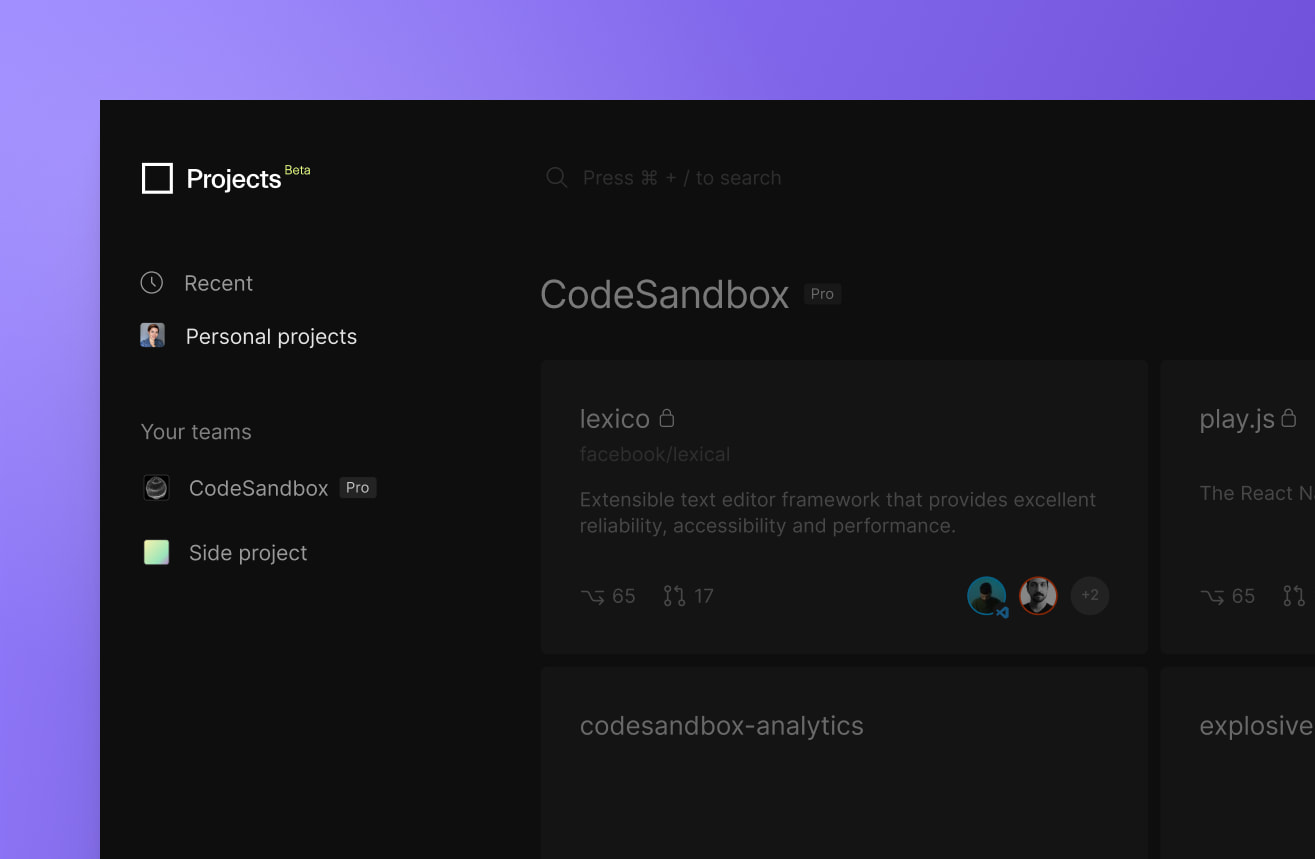 Projects Beta
Press ⌘ + / to search
Recent
Personal projects
Your teams
CodeSandbox Pro
Side project
CodeSandbox Pro
lexico
facebook/lexical
Extensible text editor framework that provides excellent
reliability, accessibility and performance.
65 17 +2
play.js
The React N
65
codesandbox-analytics
explosive